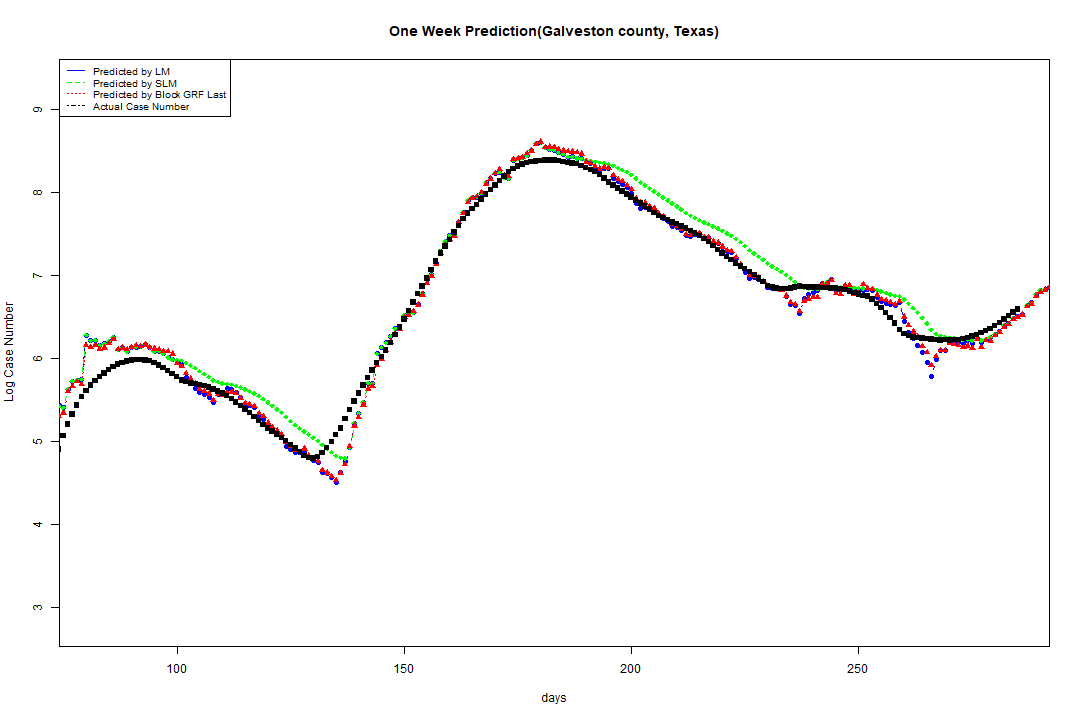 One Week Prediction(Galveston county, Texas)
Predicted by LM
Predicted by SLM
Predicted by Block GRF Last
Actual Case Number
9
8
7
6
5
4
3
Log Case Number
100 150 200 250
days